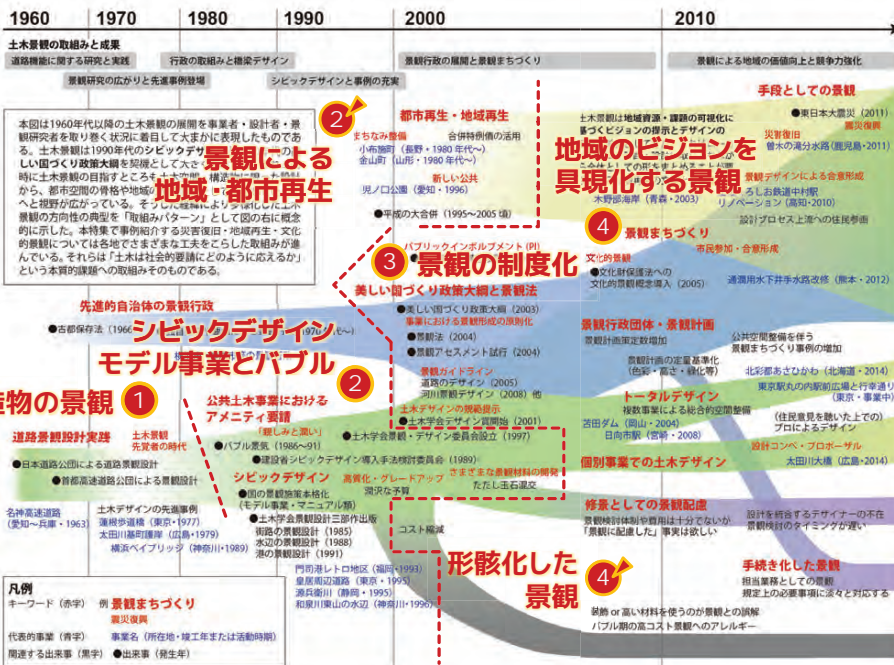 1960
1970
1980
1990
2000
2010
土木景観の取組みと成果
道路機能に関する研究と実践
行政の取組みと橋梁デザイン
景観行政の展開と景観まちづくり
景観による地域の価値向上と競争力強化
景観研究の広がりと先進事例登場
シビックデザインと事例の充実
本図は1960年代以降の土木景観の展開を事業者・設計者・景
観研究者を取り巻く状況に着目して大まかに表現したものであ
る。土木景観は1990年代のシビックデザイン
しい国づくり政策大綱を契機として大き
時に土木景観の目指すところも
から、都市空間の骨格や地域の
へと視野が広がっている。
の方向性の典型を「取組みパターン」として図の右に概念
的に示した。本特集で事例紹介する災害復旧・地域再生・文化
的景観については各地でさまざまな工夫をこらした取組みが進
んでいる。それらは「土木は社会的要請にどのように応えるか」
という本質的課題への取組みそのものである。
2
景観による
地域・都市再生
都市再生・地域再生
まちなみ整備
合併特例債の活用
小布施町(長野・1980 年代~)
金山町(山形・1980 年代~)
新しい公共
児ノ口公園(愛知・1996)
●平成の大合併(1995~2005 頃)
土木景観は地域資源・課題の可視化に
基づくビジョンの提示とデザインの
地域のビジョンを
具現化する景観
4
木野部海岸(青森・2003)
手段としての景観
●東日本大震災(2011)
震災復興
災害復旧
曽木の滝分水路(鹿児島・2011)
景観デザインによる合意形成
くろしお鉄道中村駅
リノベーション(高知・2010)
設計プロセス上流への住民参画
景観まちづくり
市民参加・合意形成
文化的景観
●文化財保護法への
文化的景観概念導入(2005)
通潤用水下井手水路改修(熊本・2012)
パブリックインボルブメント(PI)
3
景観の制度化
美しい国づくり政策大綱と景観法
●美しい国づくり政策大綱(2003)
事業における景観形成の原則化
●景観法(2004)
●景観アセスメント試行(2004)
景観ガイドライン
道路のデザイン(2005)
河川景観デザイン(2008)他
先進的自治体の景観行政
●古都保存法(1966
シビックデザイン
モデル事業とバブル
2
景観行政団体・景観計画
景観計画策定数増加
公共空間整備を伴う
景観まちづくり事例の増加
景観計画の定量基準化
(色彩・高さ・緑化等)
北彩都あさひかわ(北海道・2014)
東京駅丸の内駅前広場と行幸通り
(東京・事業中)
トータルデザイン
複数事業による総合的空間整備
苫田ダム(岡山・2004)
日向市駅(宮崎・2008)
(住民意見を聴いた上での)
プロによるデザイン
設計コンペ・プロポーザル
個別事業での土木デザイン
太田川大橋(広島・2014)
造物の景観
1
公共土木事業における
アメニティ要請
「親しみと潤い」
●バブル景気(1986~91)
土木デザインの規範提示
●土木学会デザイン賞開始(2001)
●土木学会景観・デザイン委員会設立(1997)
●建設省シビックデザイン導入手法検討委員会(1989)
道路景観設計実践
土木景観
先覚者の時代
●日本道路公団による道路景観設計
●首都高速道路公団による景観設計
シビックデザイン
高質化・グレードアップ
潤沢な予算
さまざまな景観材料の開発
ただし玉石混交
●国の景観施策本格化
(モデル事業・マニュアル類)
●土木学会景観設計三部作出版
街路の景観設計(1985)
水辺の景観設計(1988)
港の景観設計(1991)
コスト縮減
名神高速道路
(愛知~兵庫・1963)
土木デザインの先進事例
蓮根歩道橋(東京・1977)
太田川基町護岸(広島・1979)
横浜ベイブリッジ(神奈川・1989)
門司港レトロ地区(福岡・1993)
皇居周辺道路(東京・1995)
源兵衛川(静岡・1995)
和泉川東山の水辺(神奈川・1996)
修景としての景観配慮
景観検討体制や費用は十分でないが
「景観に配慮した」事実は欲しい
設計を統合するデザイナーの不在
景観検討のタイミングが遅い
形骸化した
景観
4
手続き化した景観
担当業務としての景観
規定上の必要事項に淡々と対応する
装飾 or 高い材料を使うのが景観との誤解
バブル期の高コスト景観へのアレルギー
凡例
キーワード(赤字)　例 景観まちづくり
震災復興
代表的事業(青字)　事業名(所在地・竣工年または活動時期)
関連する出来事(黒字)　●出来事(発生年)